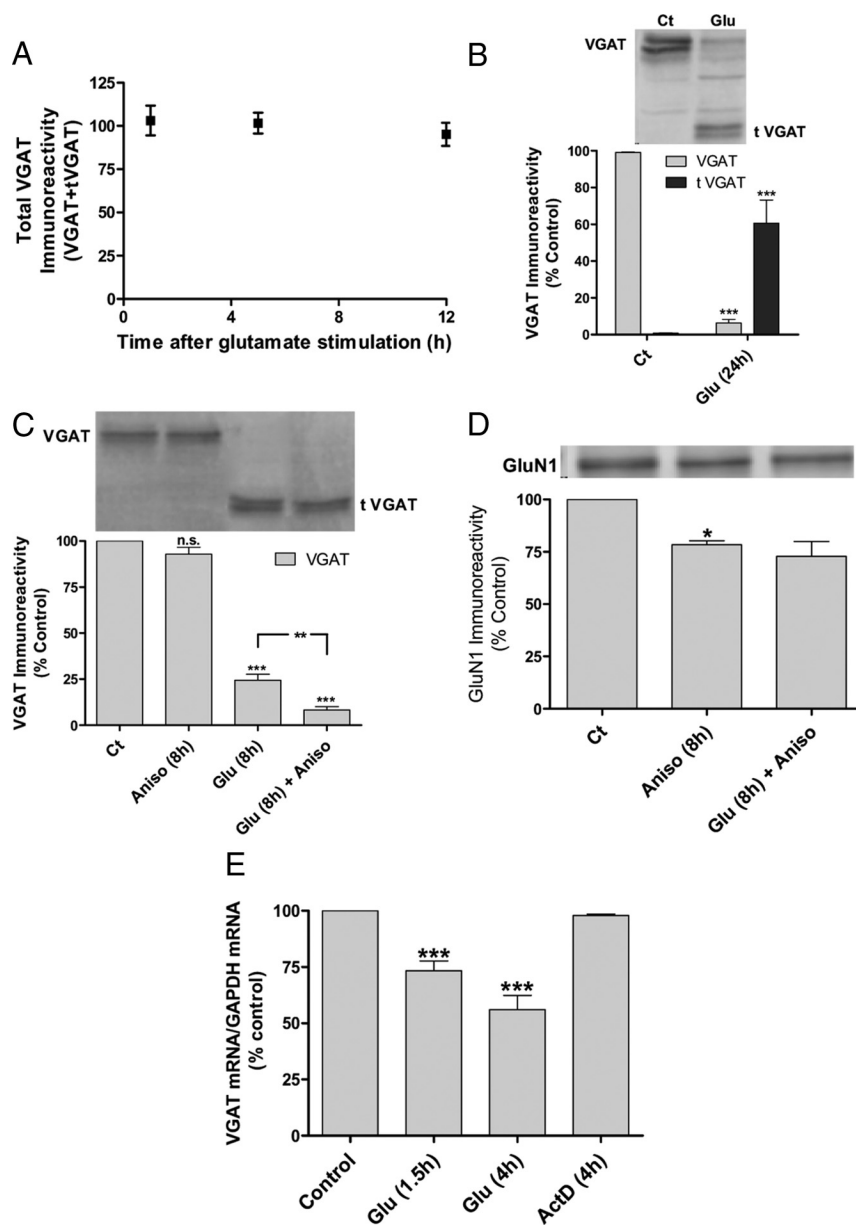 A
Total VGAT
Immunoreactivity
(VGAT+tVGAT)
125
100
75
50
25
0
0
4
8
12
Time after glutamate stimulation (h)
B
Ct
Glu
VGAT
t VGAT
VGAT Immunoreactivity
(% Control)
100
80
60
40
20
0
VGAT
t VGAT
***
***
Ct
Glu (24h)
C
VGAT
t VGAT
VGAT Immunoreactivity
(% Control)
100
75
50
25
0
n.s.
VGAT
**
***
***
Ct
Aniso (8h)
Glu (8h)
Glu (8h) + Aniso
D
GluN1
GluN1 Immunoreactivity
(% Control)
100
75
50
25
0
*
Ct
Aniso (8h)
Glu (8h) + Aniso
E
VGAT mRNA/GAPDH mRNA
(% control)
100
75
50
25
0
***
***
Control
Glu (1.5h)
Glu (4h)
ActD (4h)